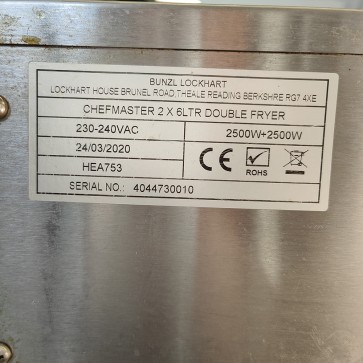 BUNZL LOCKHART
LOCKHART HOUSE BRUNEL ROAD,THEALE READING BERKSHRE RG7 4XE
CHEFMASTER 2 X 6LTR DOUBLE FRYER
230-240VAC 2500W+2500W
24/03/2020
HEA753
CE ROHS
SERIAL NO.: 4044730010